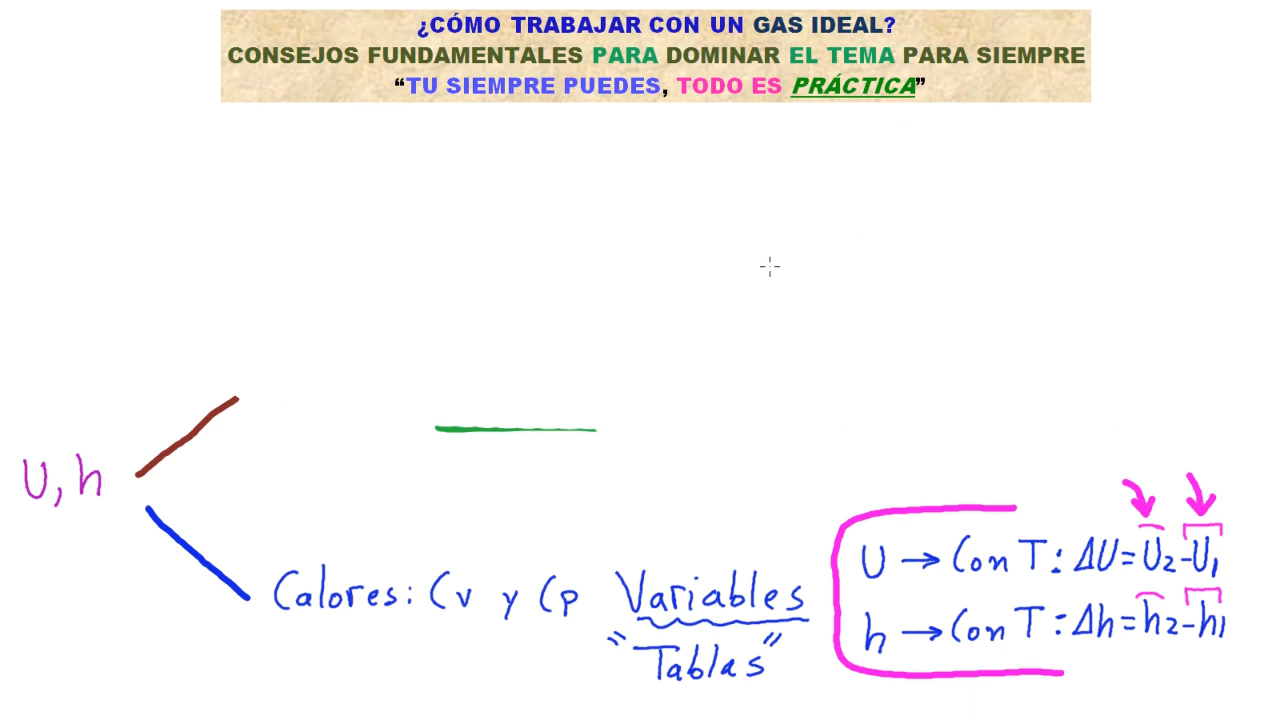 ¿CÓMO TRABAJAR CON UN GAS IDEAL?
CONSEJOS FUNDAMENTALES PARA DOMINAR EL TEMA PARA SIEMPRE
“TU SIEMPRE PUEDES, TODO ES PRÁCTICA”
U, h
U → Con T: ΔU = U2 - U1
Calores: Cv y Cp Variables
h → Con T: Δh = h2 - h1
"Tablas"